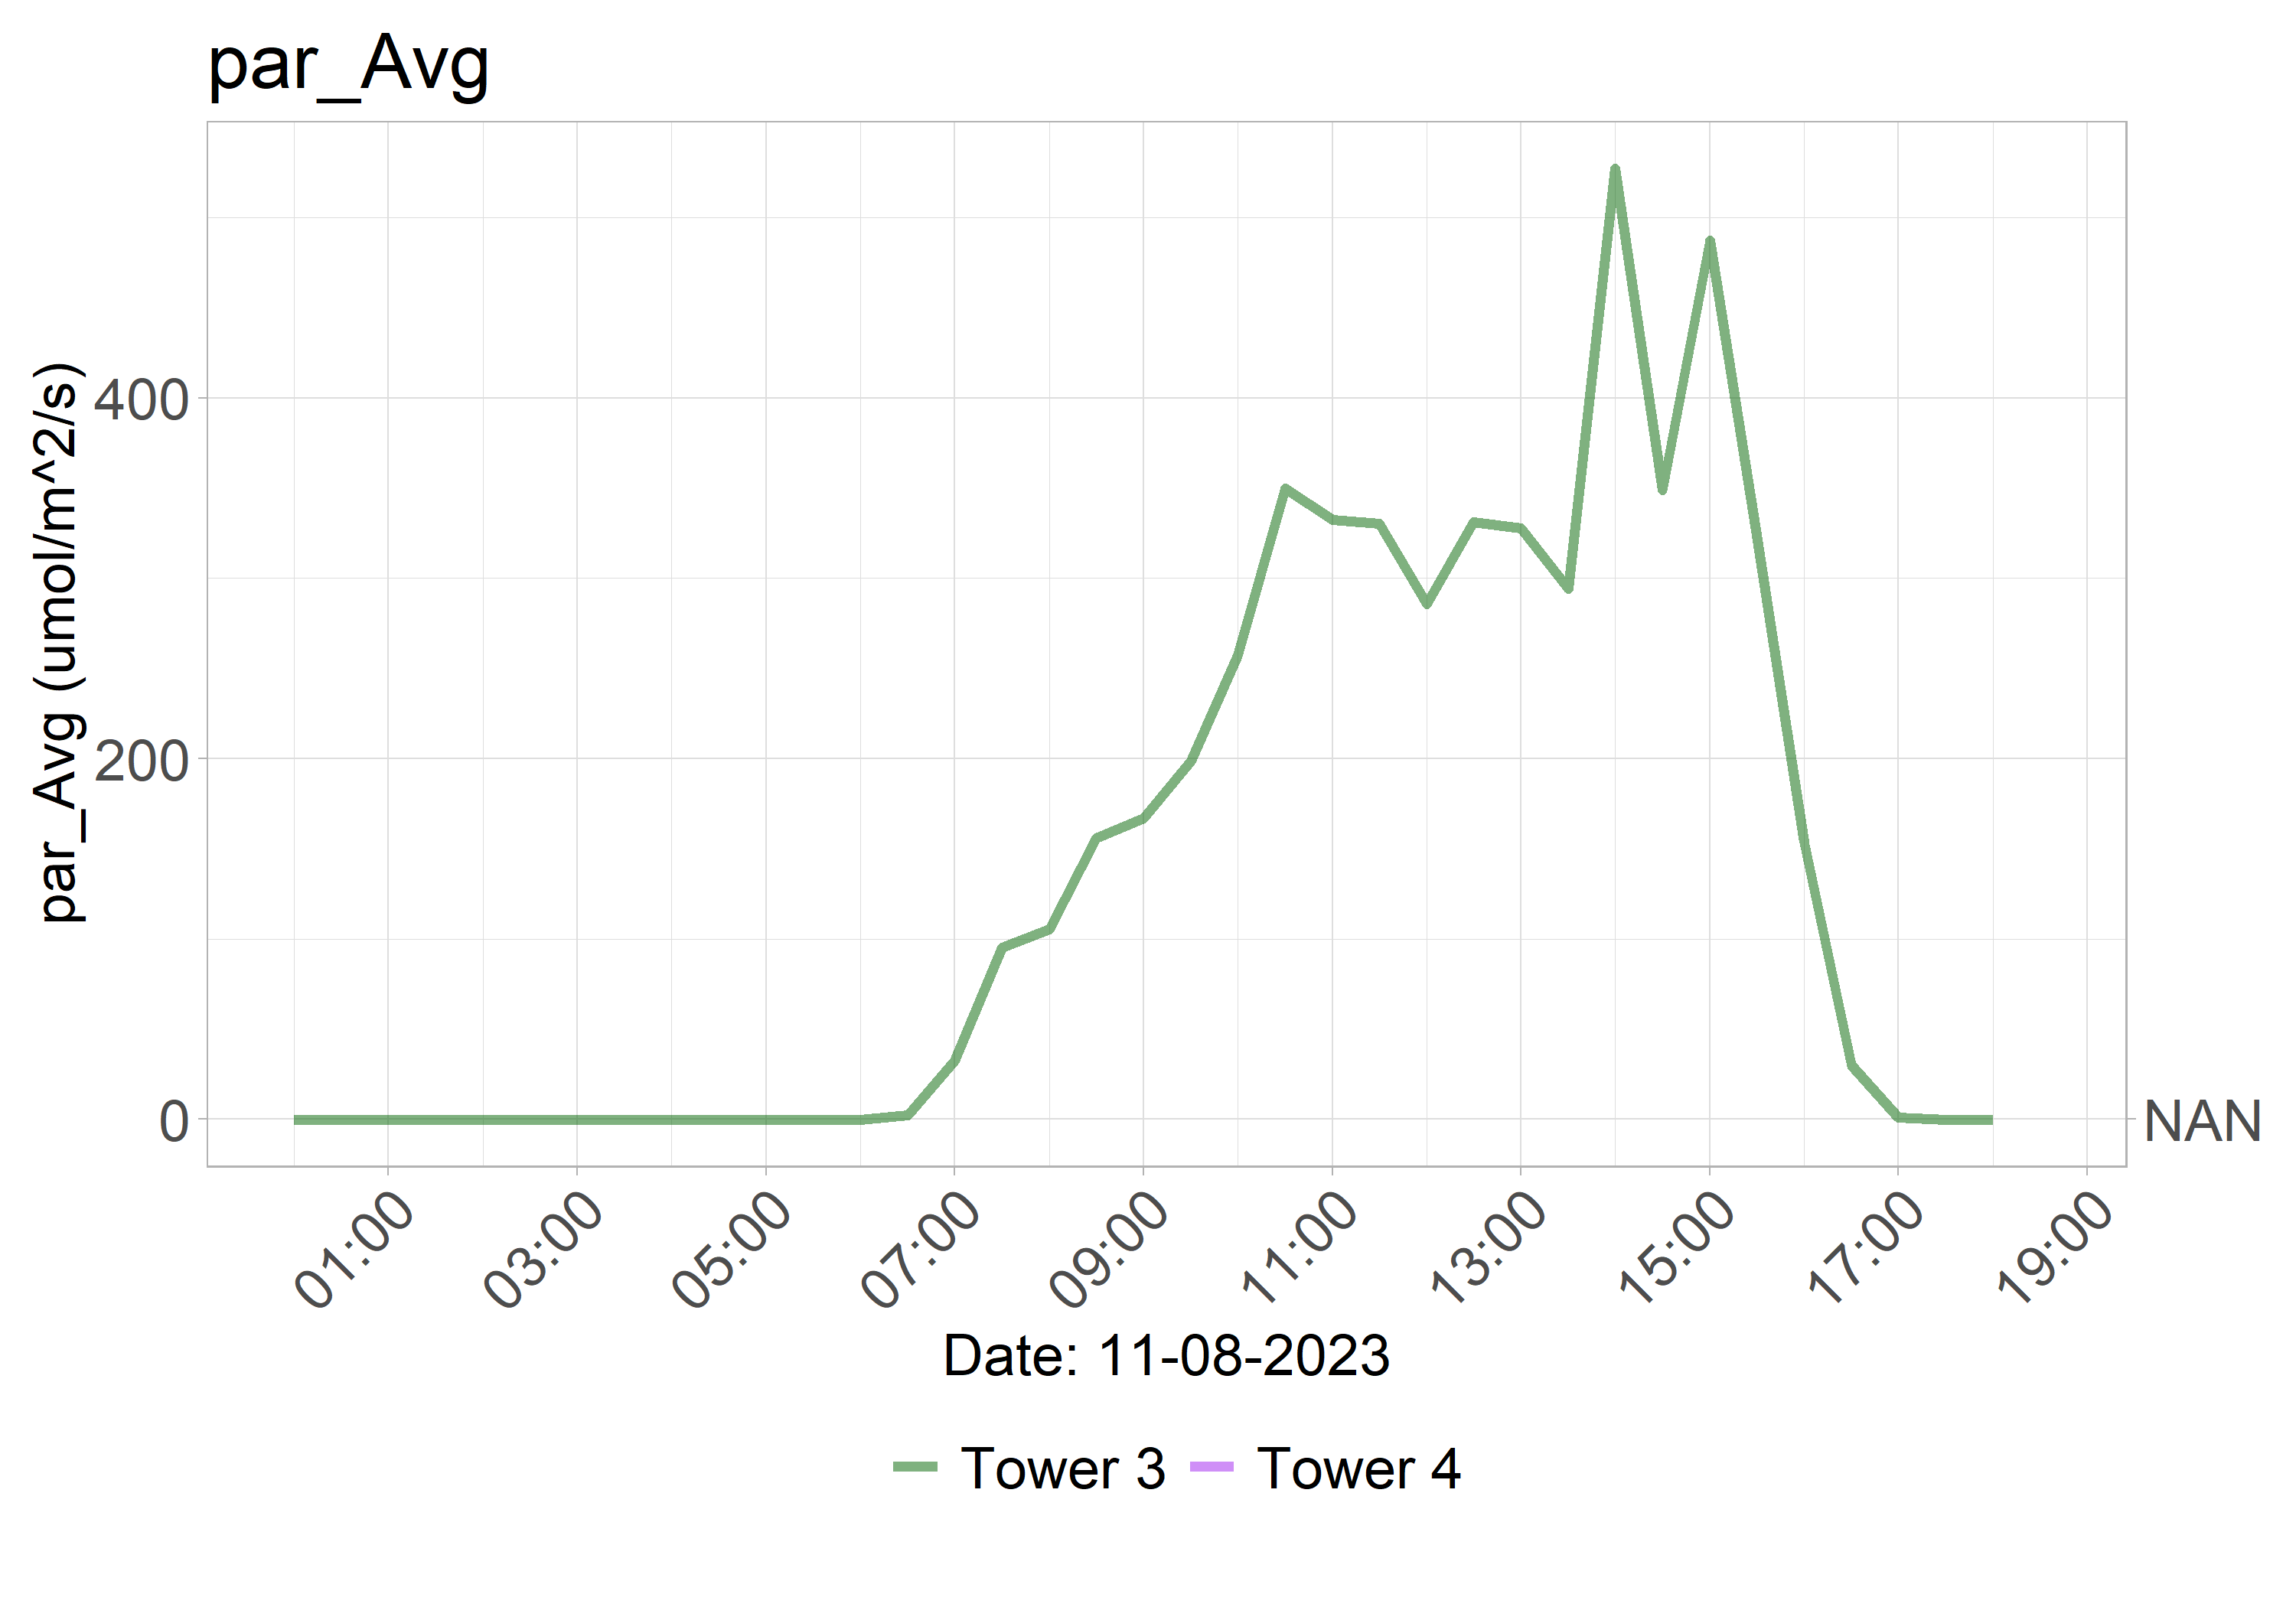 par_Avg
par_Avg (umol/m^2/s)
400
200
0
NAN
01:00
03:00
05:00
07:00
09:00
11:00
13:00
15:00
17:00
19:00
Date: 11-08-2023
Tower 3
Tower 4